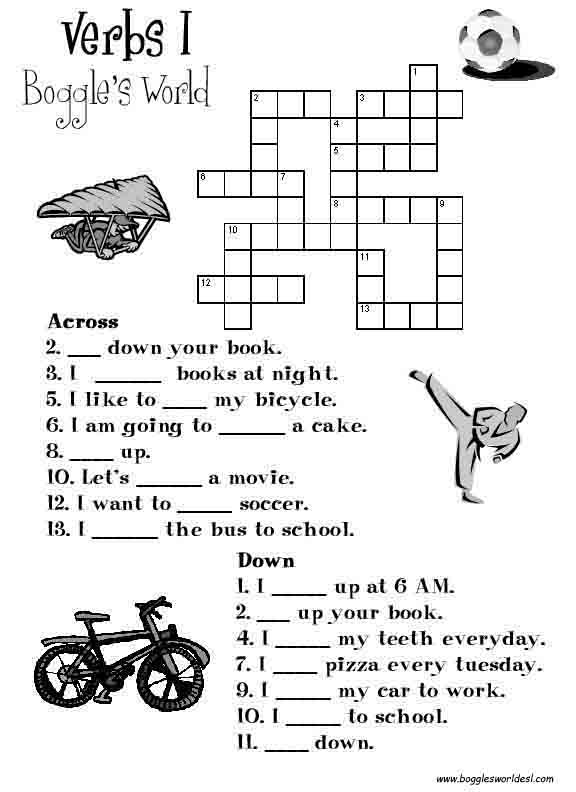 Verbs I
Boggle's World
1
2 3
4
5
6 7
8 9
10
11
12
13
Across
2. ___ down your book.
3. I ______ books at night.
5. I like to ____ my bicycle.
6. I am going to ______ a cake.
8. ____ up.
10. Let's ______ a movie.
12. I want to _____ soccer.
13. I ______ the bus to school.
Down
1. I _____ up at 6 AM.
2. ___ up your book.
4. I _____ my teeth everyday.
7. I ____ pizza every tuesday.
9. I ____ my car to work.
10. I _____ to school.
11. ____ down.
www.bogglesworldesl.com